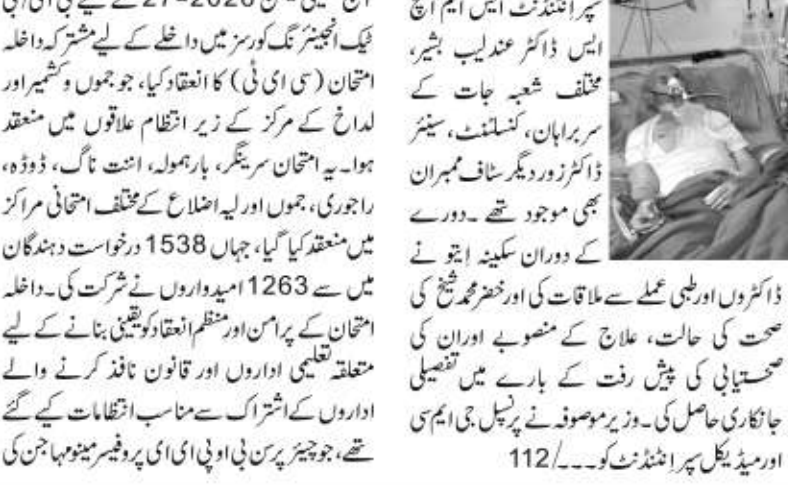 سپرانٹنڈنٹ ایس ایم ایچ
ایس ڈاکٹر عندلیب بشیر،
مختلف شعبہ جات کے
سربراہان، کنسلٹنٹ، سینئر
ڈاکٹرز ور دیگر سٹاف ممبران
بھی موجود تھے۔ دورے
کے دوران سکینہ ایتو نے
ڈاکٹروں اور طبی عملے سے ملاقات کی اور خضر محمد شیخ کی
صحت کی حالت، علاج کے منصوبے اور ان کی
صحتیابی کی پیش رفت کے بارے میں تفصیلی
جانکاری حاصل کی۔ وزیر موصوفہ نے پرنسپل جی ایم سی
اور میڈیکل سپر انٹنڈنٹ کو۔۔۔/112
2026-27 کے لیے بی ای/بی
ٹیک انجینئرنگ کورسز میں داخلے کے لیے مشترکہ داخلہ
امتحان (سی ای ٹی) کا انعقاد کیا، جو جموں و کشمیر اور
لداخ کے مرکز کے زیر انتظام علاقوں میں منعقد
ہوا۔ یہ امتحان سرینگر، بارہمولہ، اننت ناگ، ڈوڈہ،
راجوری، جموں اور لیہ اضلاع کے مختلف امتحانی مراکز
میں منعقد کیا گیا، جہاں 1538 درخواست دہندگان
میں سے 1263 امیدواروں نے شرکت کی۔ داخلہ
امتحان کے پرامن اور منظم انعقاد کو یقینی بنانے کے لیے
متعلقہ تعلیمی اداروں اور قانون نافذ کرنے والے
اداروں کے اشتراک سے مناسب انتظامات کیے گئے
تھے، جو چیئر پرسن بی او پی ای ای پروفیسر مینو مہاجن کی